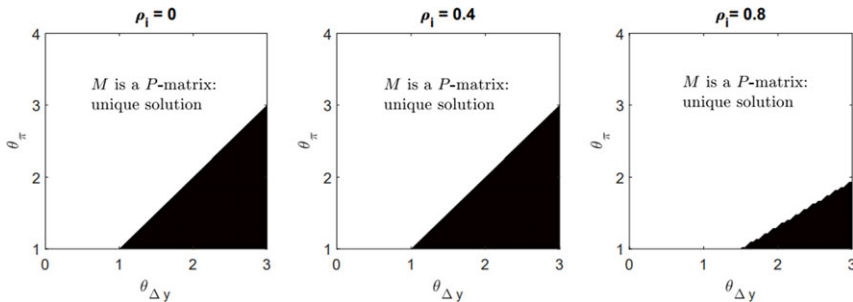 ρi = 0
4
3
2
1
θπ
M is a P-matrix:
unique solution
0
1
2
3
θΔy
ρi = 0.4
4
3
2
1
θπ
M is a P-matrix:
unique solution
0
1
2
3
θΔy
ρi= 0.8
4
3
2
1
θπ
M is a P-matrix:
unique solution
0
1
2
3
θΔy